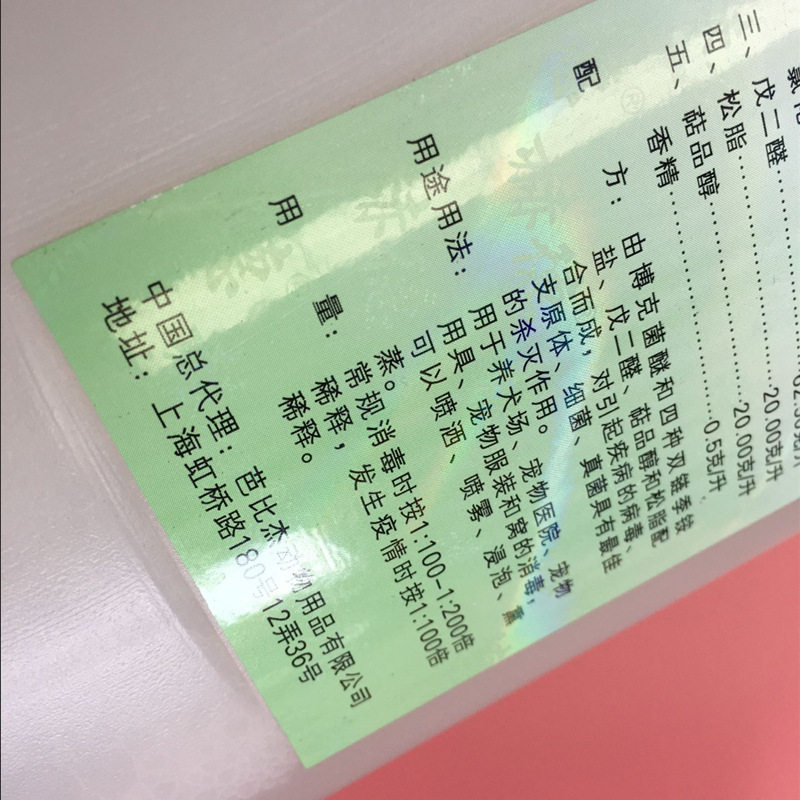 三、戊二醛……20.00克/升
四、松脂……20.00克/升
五、萜品醇……0.5克/升
香精……
配方：由博克菌醚和四种双链季铵
盐、戊二醛、萜品醇和松脂配
合而成，对引起疾病的病毒、
支原体、细菌、真菌具有最佳
的杀灭作用。
用途用法：用于养犬场、宠物医院、宠物
用具、宠物服装和窝的消毒，
可以喷洒、喷雾、浸泡、熏
蒸。
用量：常规消毒时按1:100-1:200倍
稀释，发生疫情时按1:100倍
稀释。
中国总代理：芭比杰动物用品有限公司
地址：上海虹桥路180号12弄36号